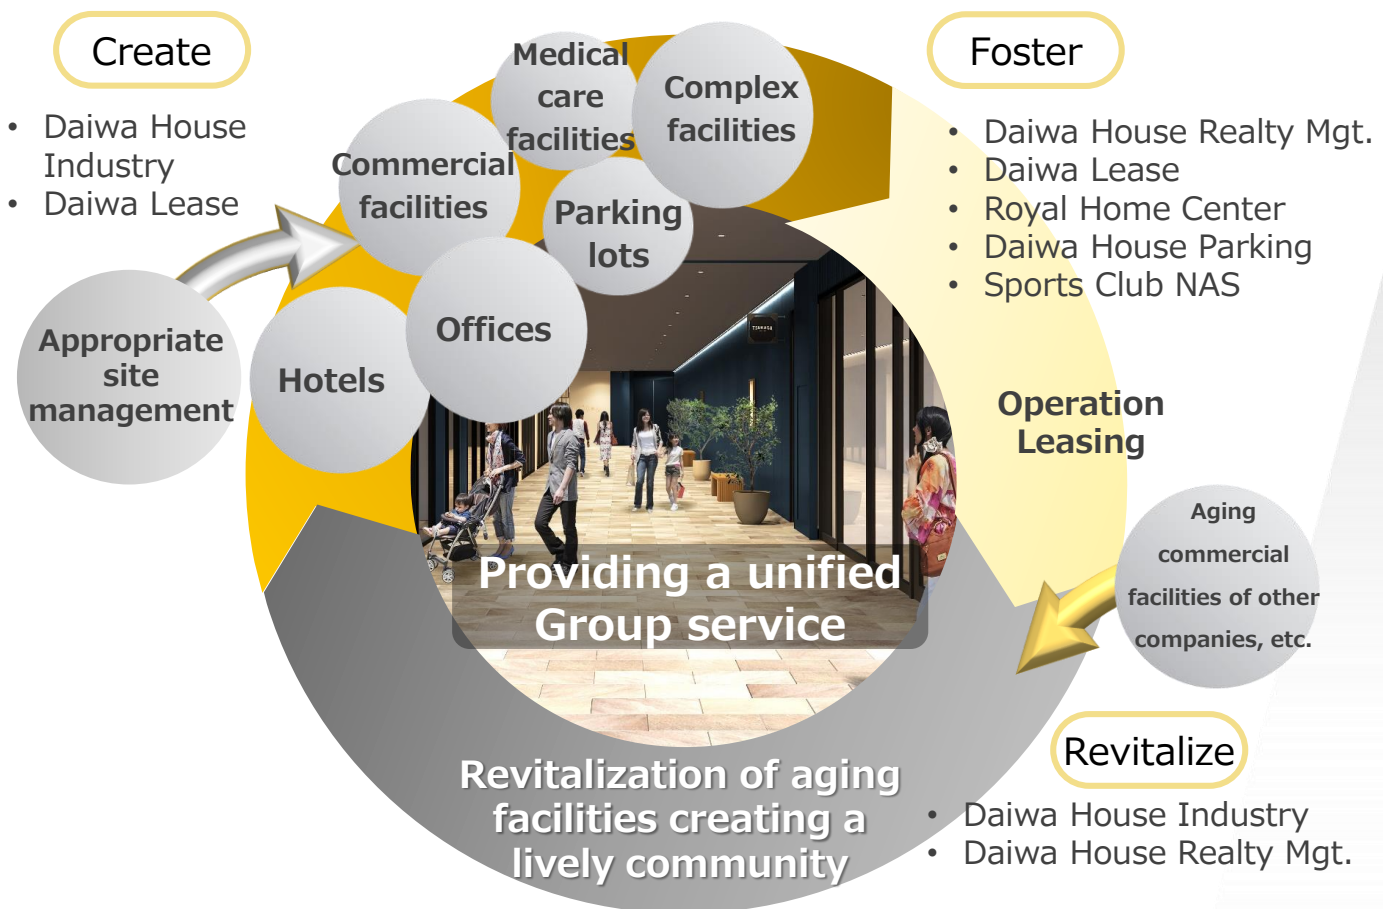 Create
• Daiwa House
Industry
• Daiwa Lease
Appropriate
site
management
Medical
care
facilities
Complex
facilities
Commercial
facilities
Parking
lots
Offices
Hotels
Foster
• Daiwa House Realty Mgt.
• Daiwa Lease
• Royal Home Center
• Daiwa House Parking
• Sports Club NAS
Operation
Leasing
Aging
commercial
facilities of other
companies, etc.
Providing a unified
Group service
Revitalize
• Daiwa House Industry
• Daiwa House Realty Mgt.
Revitalization of aging
facilities creating a
lively community